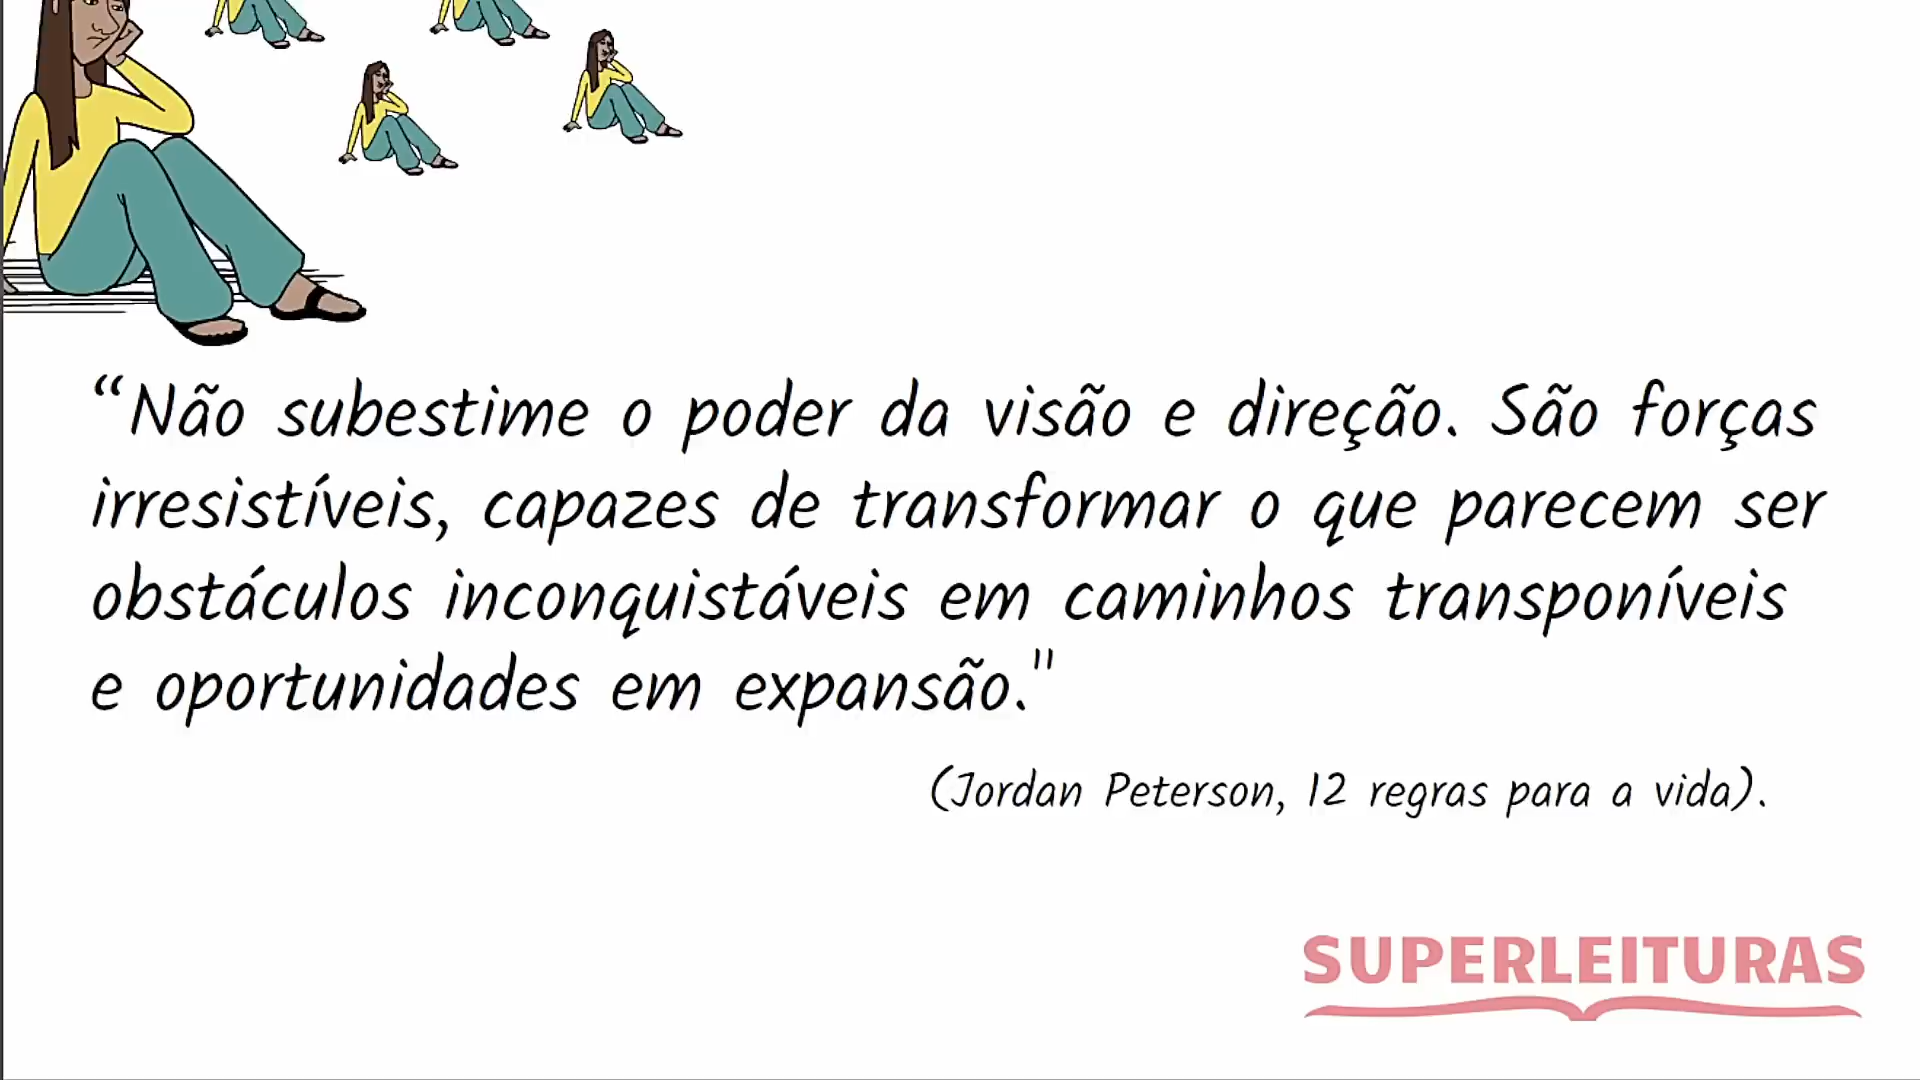 “Não subestime o poder da visão e direção. São forças
irresistíveis, capazes de transformar o que parecem ser
obstáculos inconquistáveis em caminhos transponíveis
e oportunidades em expansão."
(Jordan Peterson, 12 regras para a vida).
SUPERLEITURAS